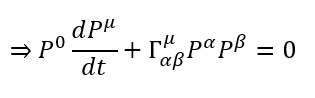 ⇒ P⁰ dP^μ/dt + Γ^μ_αβ P^α P^β = 0